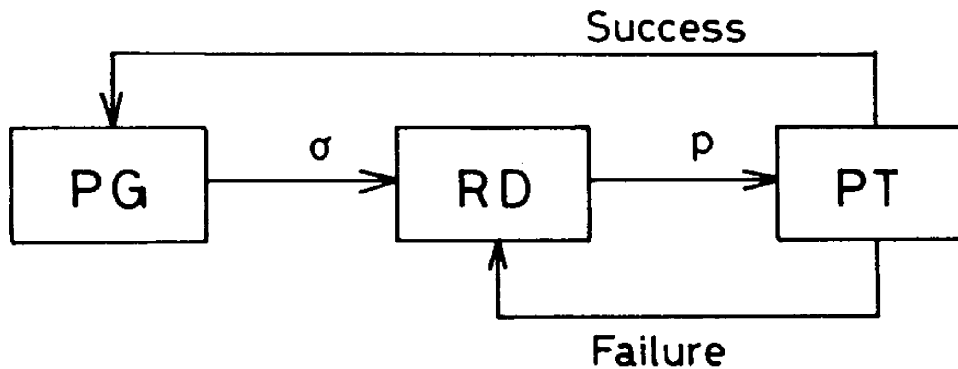 Success
σ
p
PG
RD
PT
Failure